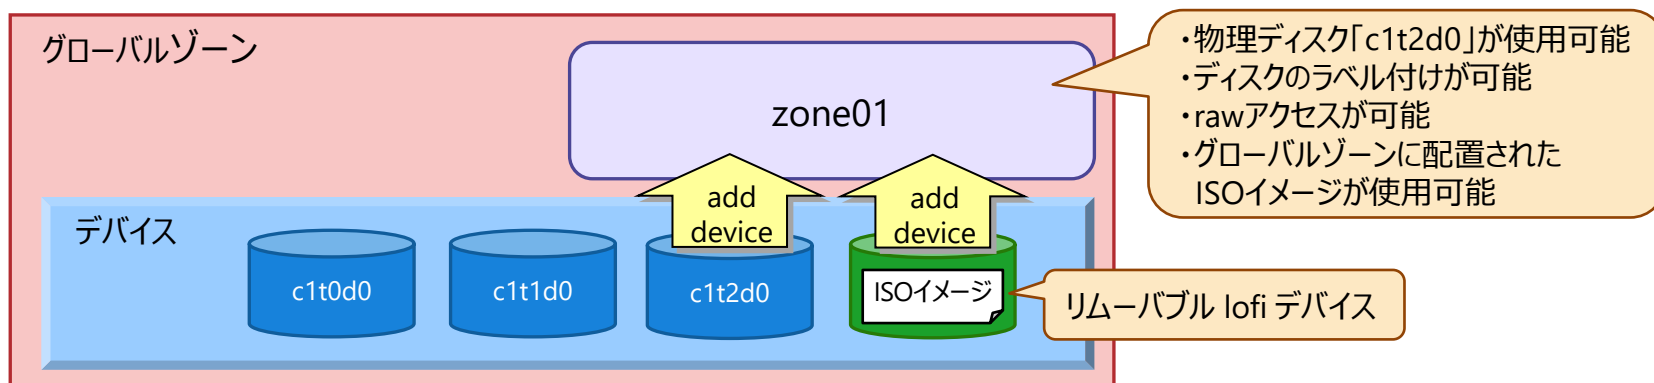 グローバルゾーン
zone01
・物理ディスク「c1t2d0」が使用可能
・ディスクのラベル付けが可能
・rawアクセスが可能
・グローバルゾーンに配置された
ISOイメージが使用可能
add
device
add
device
デバイス
c1t0d0
c1t1d0
c1t2d0
ISOイメージ
リムーバブル lofi デバイス